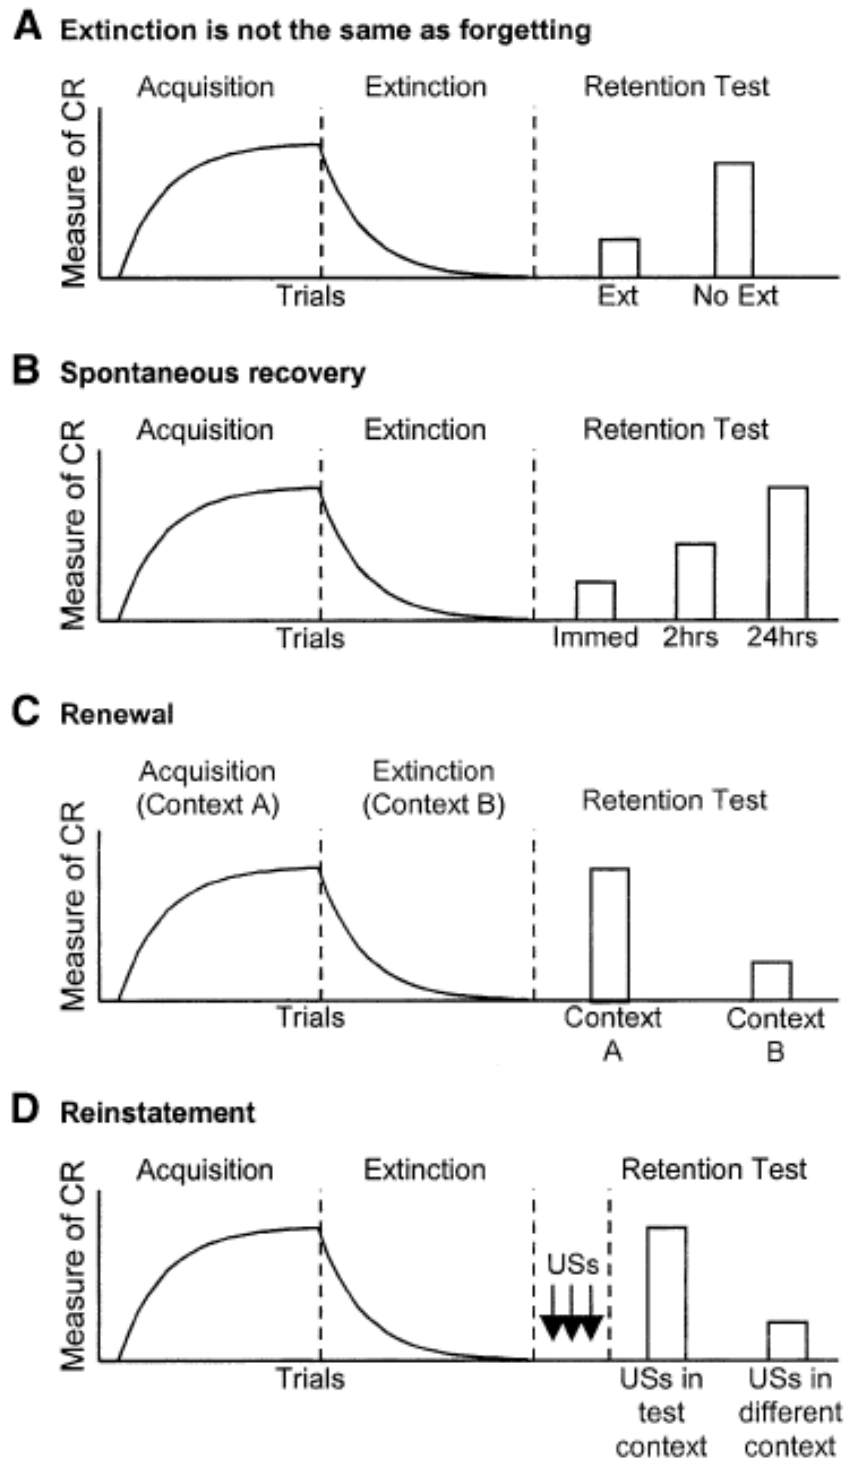 A Extinction is not the same as forgetting
Acquisition Extinction Retention Test
Measure of CR
Trials
Ext No Ext
B Spontaneous recovery
Acquisition Extinction Retention Test
Measure of CR
Trials
Immed 2hrs 24hrs
C Renewal
Acquisition
(Context A)
Extinction
(Context B)
Retention Test
Measure of CR
Trials
Context
A
Context
B
D Reinstatement
Acquisition Extinction Retention Test
Measure of CR
USs
Trials
USs in
test
context
USs in
different
context